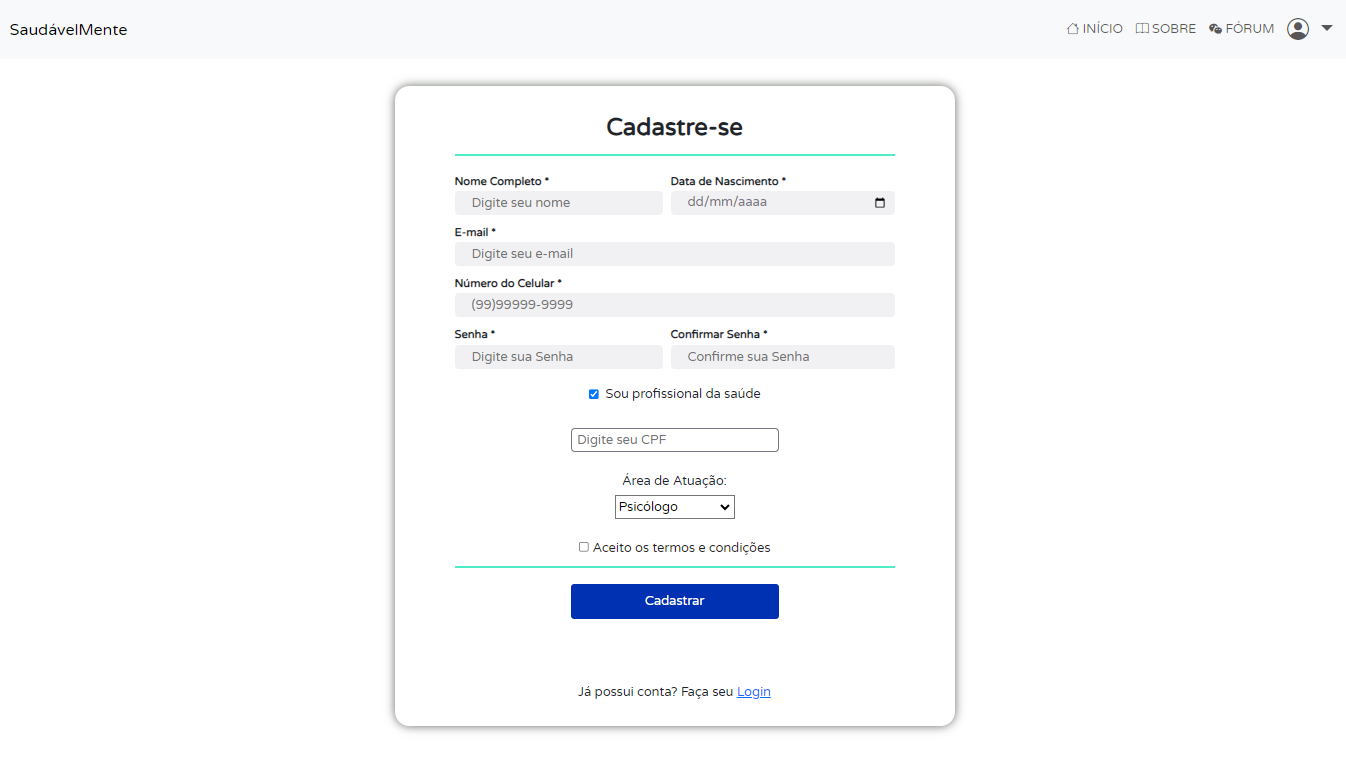 SaudávelMente
INÍCIO SOBRE FÓRUM
Cadastre-se
Nome Completo * Data de Nascimento *
Digite seu nome dd/mm/aaaa
E-mail *
Digite seu e-mail
Número do Celular *
(99)99999-9999
Senha * Confirmar Senha *
Digite sua Senha Confirme sua Senha
Sou profissional da saúde
Digite seu CPF
Área de Atuação:
Psicólogo
Aceito os termos e condições
Cadastrar
Já possui conta? Faça seu Login